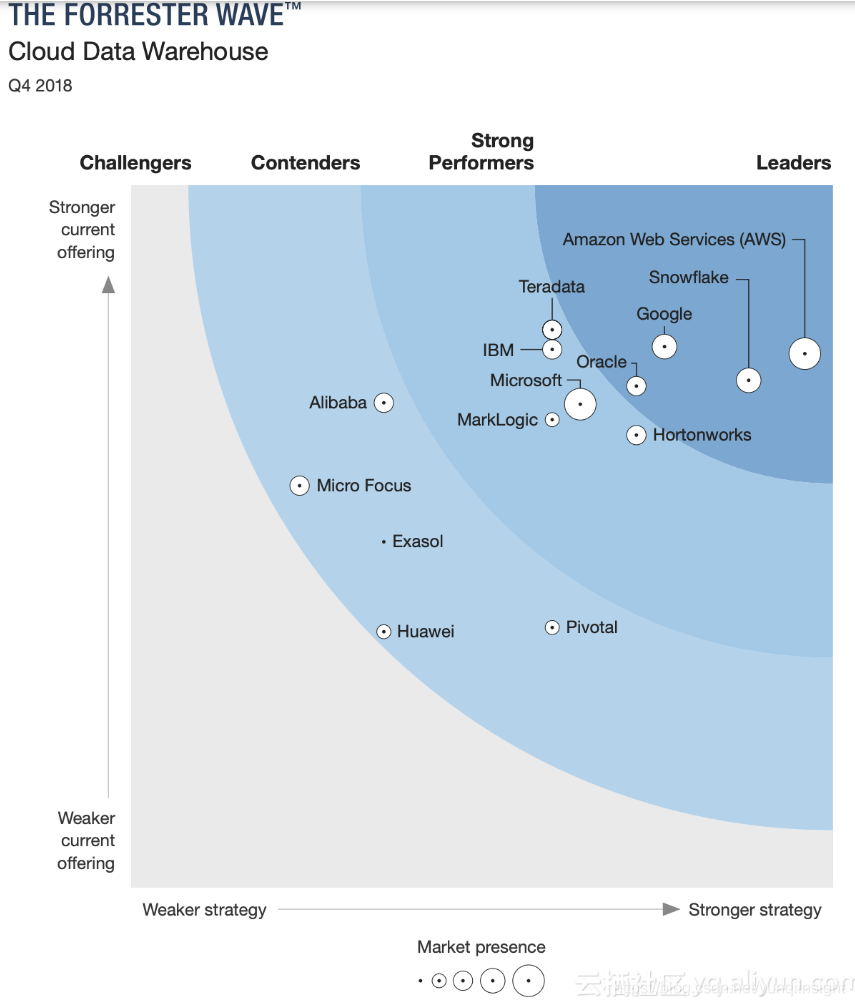 THE FORRESTER WAVE™
Cloud Data Warehouse
Q4 2018
Strong
Challengers Contenders Performers Leaders
Stronger
current
offering
Amazon Web Services (AWS)
Snowflake
Teradata
Google
IBM
Oracle
Microsoft
Alibaba
MarkLogic
Hortonworks
Micro Focus
Exasol
Huawei
Pivotal
Weaker
current
offering
Weaker strategy
Stronger strategy
Market presence
云栖社区 yq.aliyun.com